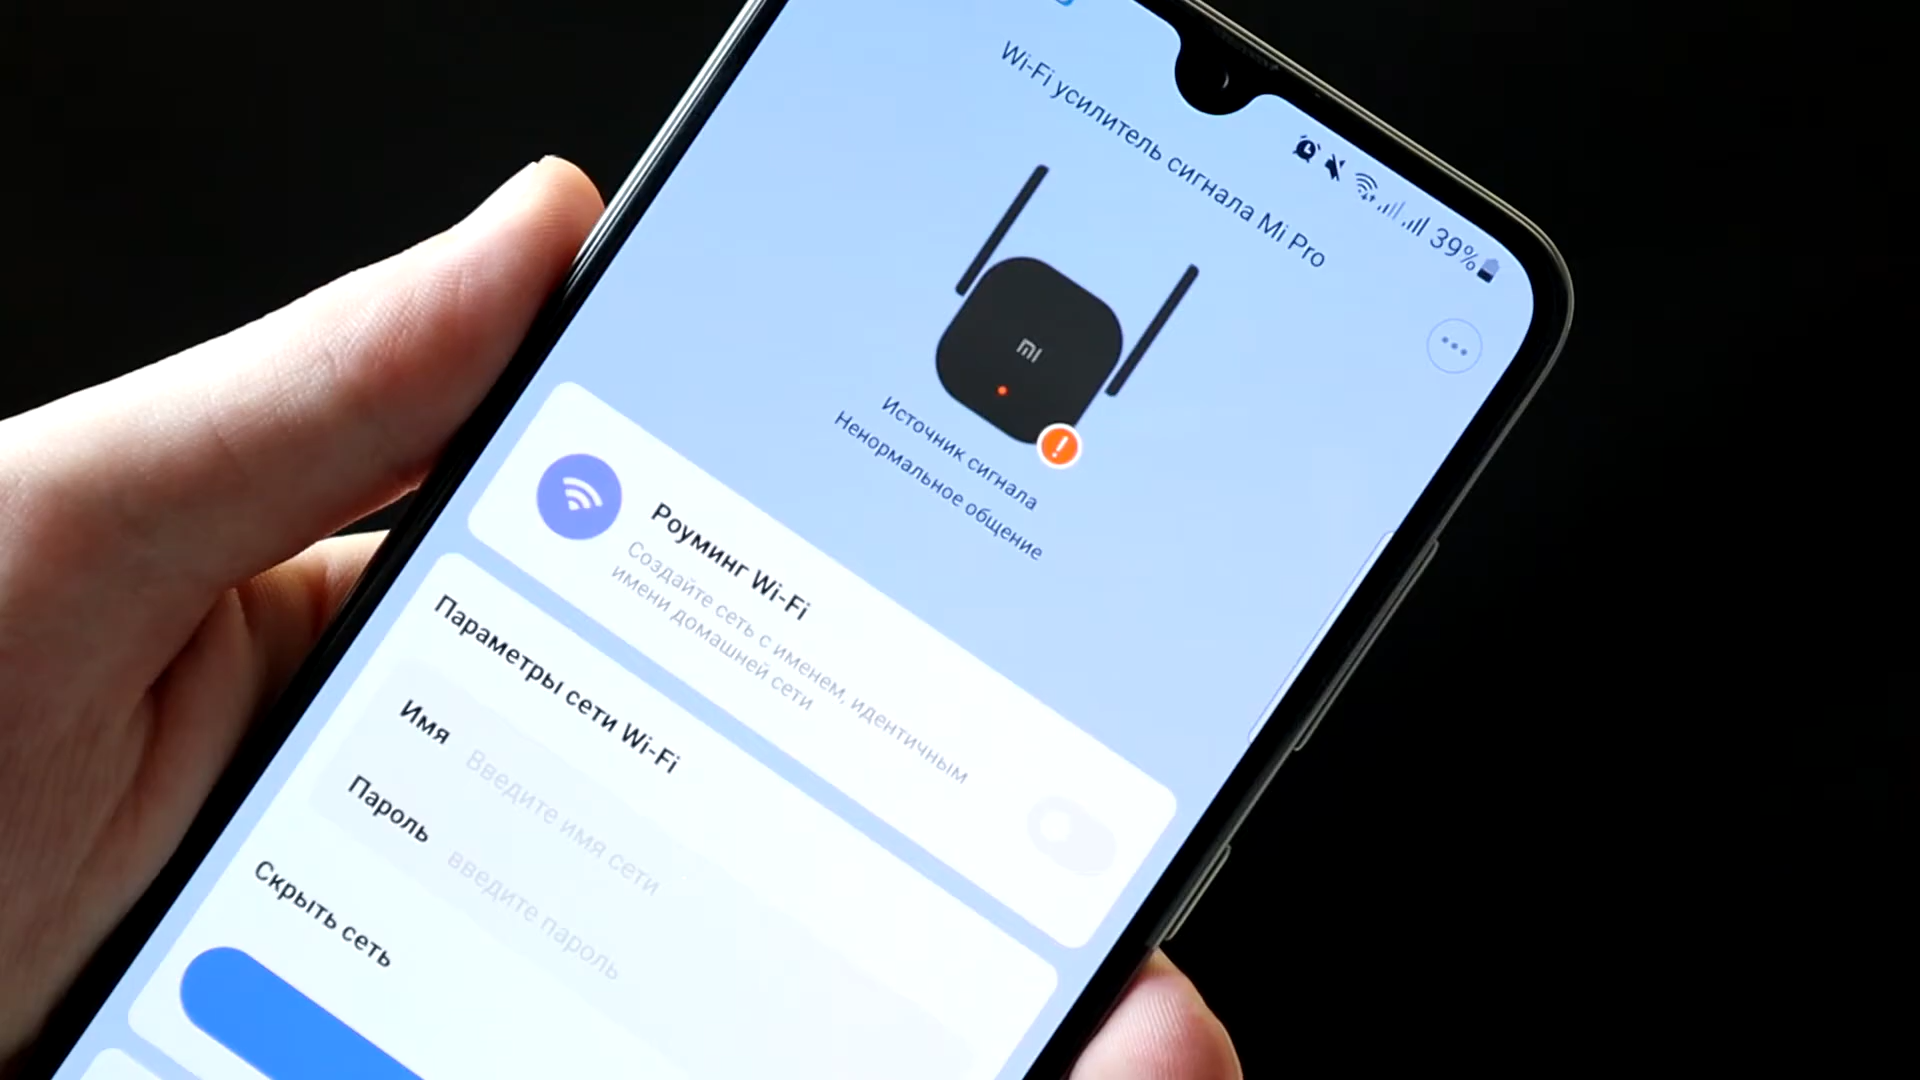 39%
Wi-Fi усилитель сигнала Mi Pro
mi
Источник сигнала
Ненормальное общение
Роуминг Wi-Fi
Создайте сеть с именем, идентичным
имени домашней сети
Параметры сети Wi-Fi
Имя Введите имя сети
Пароль введите пароль
Скрыть сеть